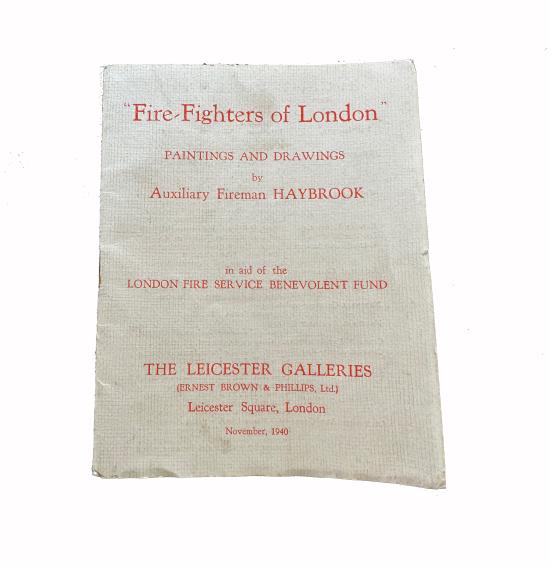 "Fire-Fighters of London"
PAINTINGS AND DRAWINGS
by
Auxiliary Fireman HAYBROOK
in aid of the
LONDON FIRE SERVICE BENEVOLENT FUND
THE LEICESTER GALLERIES
(ERNEST BROWN & PHILLIPS, Ltd.)
Leicester Square, London
November, 1940